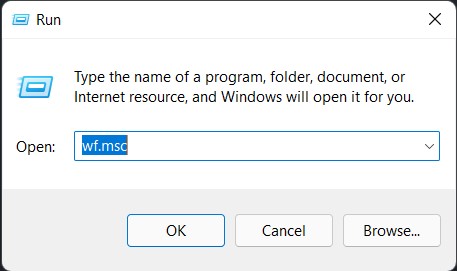 Run
Type the name of a program, folder, document, or
Internet resource, and Windows will open it for you.
Open: wf.msc
OK Cancel Browse...